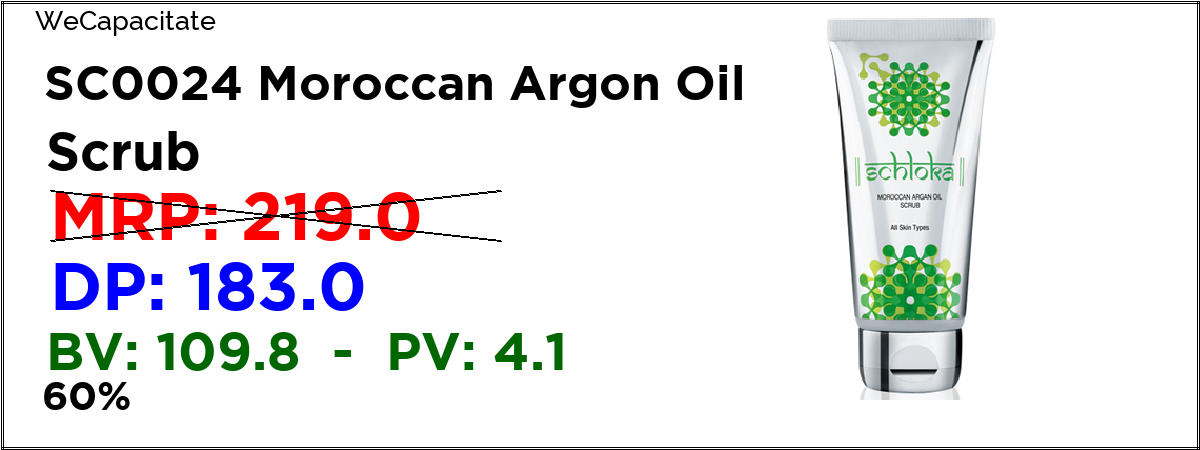 WeCapacitate
SC0024 Moroccan Argon Oil
Scrub
MRP: 219.0
DP: 183.0
BV: 109.8 - PV: 4.1
60%
schloka
MOROCCAN ARGAN OIL
SCRUB
All Skin Types